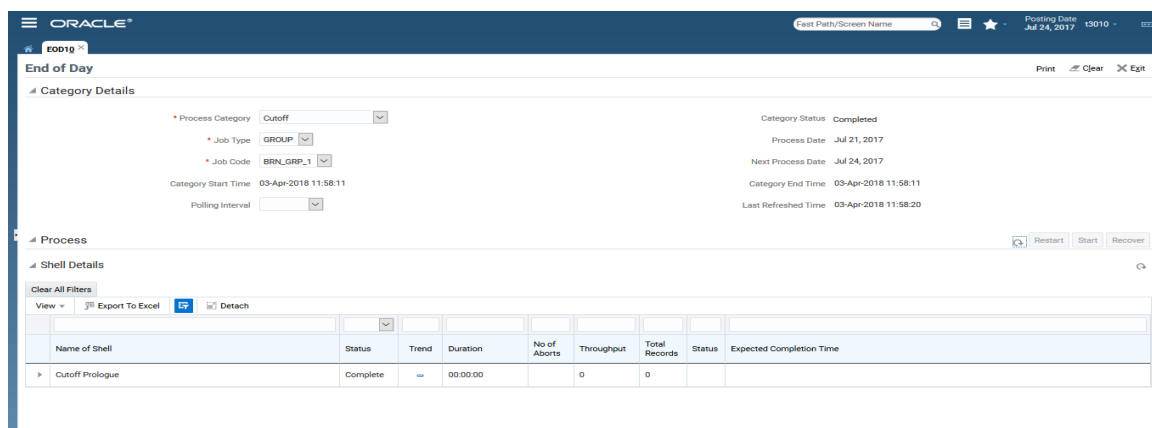 ORACLE®
Fast Path/Screen Name
Posting Date
Jul 24, 2017
t3010
EOD10
End of Day
Print Clear Exit
Category Details
* Process Category Cutoff
Category Status Completed
* Job Type GROUP
Process Date Jul 21, 2017
* Job Code BRN_GRP_1
Next Process Date Jul 24, 2017
Category Start Time 03-Apr-2018 11:58:11
Category End Time 03-Apr-2018 11:58:11
Polling Interval
Last Refreshed Time 03-Apr-2018 11:58:20
Process
Restart Start Recover
Shell Details
Clear All Filters
View Export To Excel Detach
Name of Shell Status Trend Duration No of Aborts Throughput Total Records Status Expected Completion Time
Cutoff Prologue Complete 00:00:00 0 0